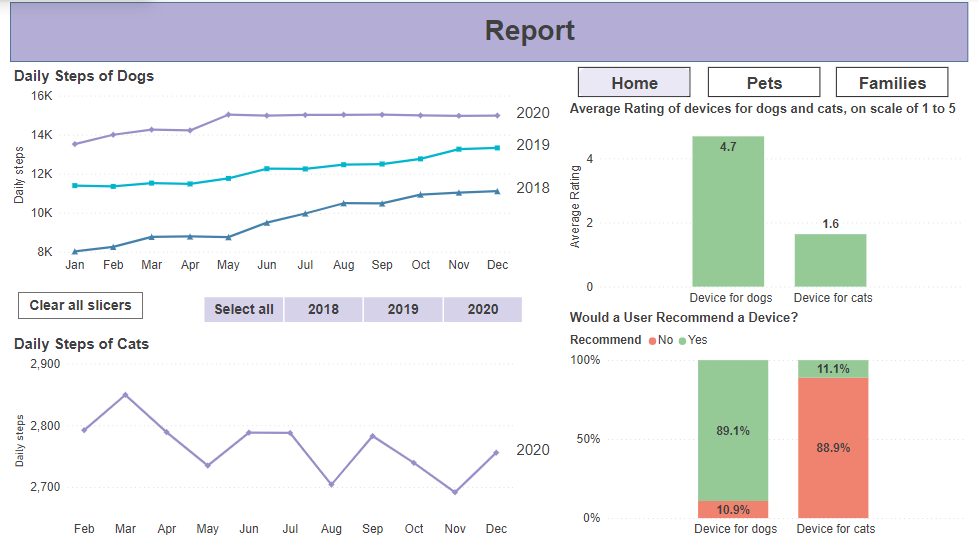 Report
Daily Steps of Dogs
16K
14K
12K
10K
8K
Daily steps
Jan Feb Mar Apr May Jun Jul Aug Sep Oct Nov Dec
2020
2019
2018
Clear all slicers
Select all 2018 2019 2020
Daily Steps of Cats
2,900
2,800
2,700
Daily steps
Feb Mar Apr May Jun Jul Aug Sep Oct Nov Dec
2020
Home Pets Families
Average Rating of devices for dogs and cats, on scale of 1 to 5
Average Rating
4
2
0
4.7
1.6
Device for dogs Device for cats
Would a User Recommend a Device?
Recommend No Yes
100%
50%
0%
89.1%
10.9%
11.1%
88.9%
Device for dogs Device for cats